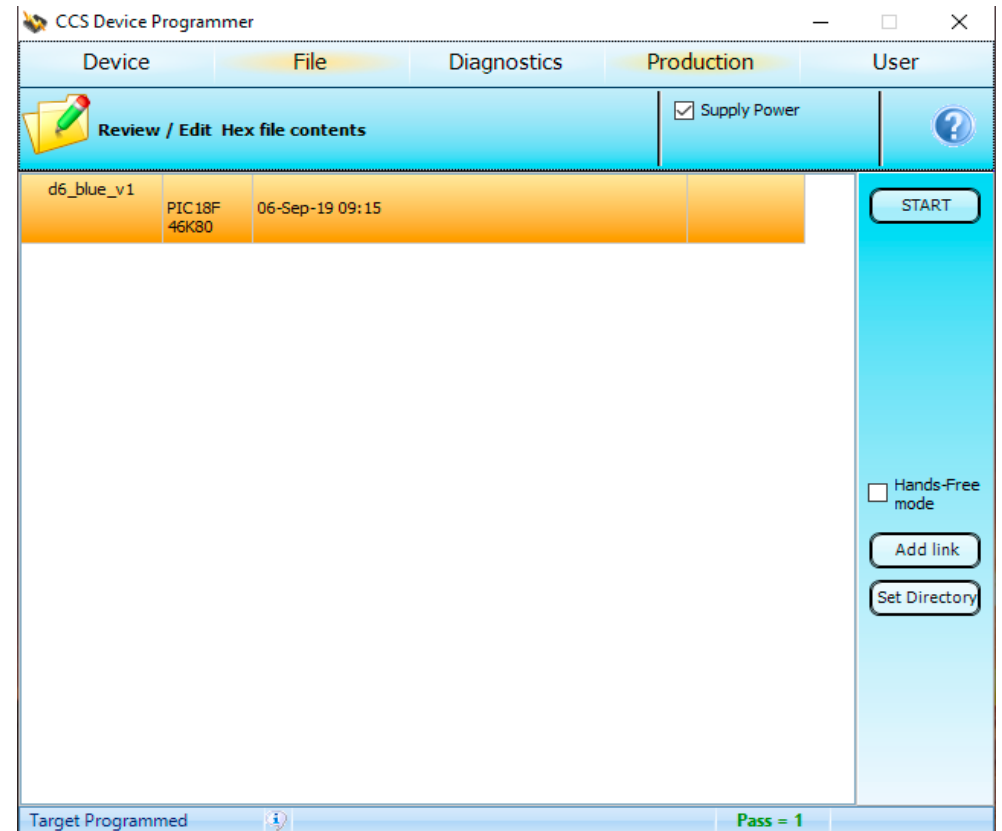 CCS Device Programmer
Device File Diagnostics Production User
Review / Edit Hex file contents
Supply Power
d6_blue_v1
PIC18F
46K80
06-Sep-19 09:15
START
Hands-Free
mode
Add link
Set Directory
Target Programmed
Pass = 1